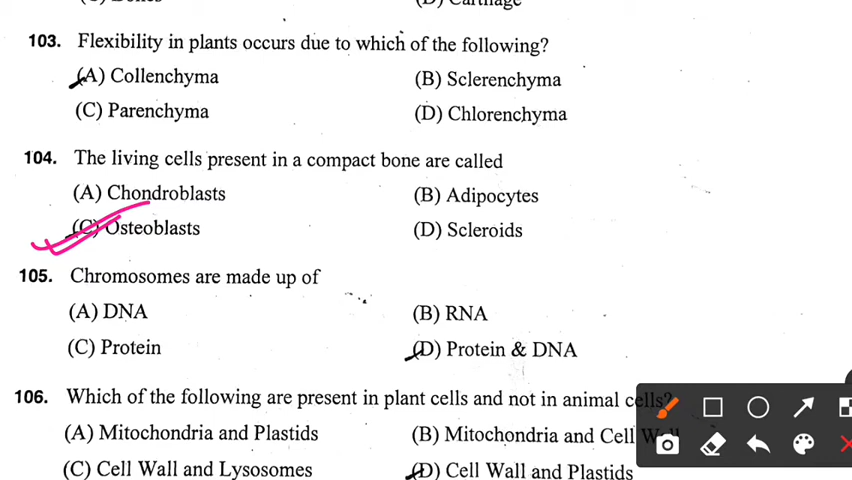 103. Flexibility in plants occurs due to which of the following?
(A) Collenchyma (B) Sclerenchyma
(C) Parenchyma (D) Chlorenchyma
104. The living cells present in a compact bone are called
(A) Chondroblasts (B) Adipocytes
(C) Osteoblasts (D) Scleroids
105. Chromosomes are made up of
(A) DNA (B) RNA
(C) Protein (D) Protein & DNA
106. Which of the following are present in plant cells and not in animal cells?
(A) Mitochondria and Plastids (B) Mitochondria and Cell
(C) Cell Wall and Lysosomes (D) Cell Wall and Plastids